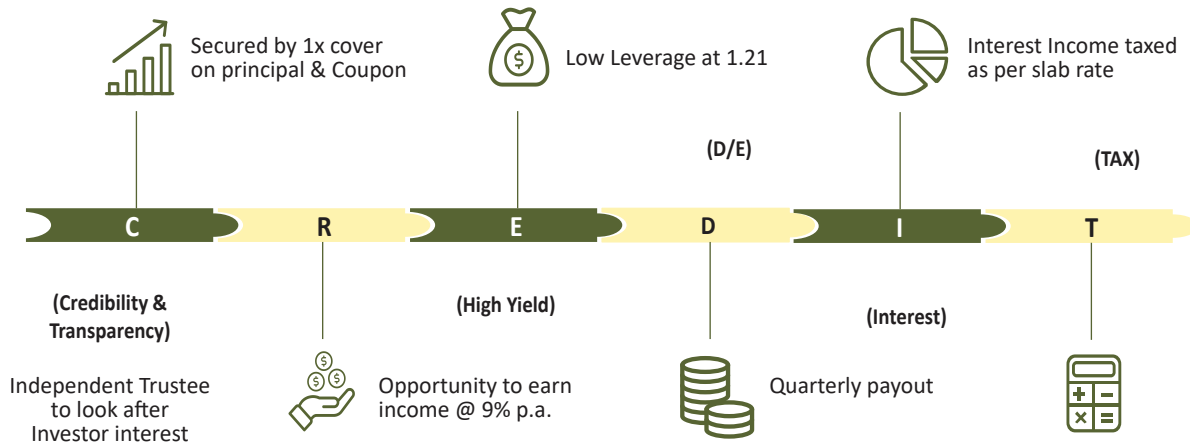 Secured by 1x cover
on principal & Coupon
Low Leverage at 1.21
Interest Income taxed
as per slab rate
(D/E)
(TAX)
C
R
E
D
I
T
(Credibility &
Transparency)
(High Yield)
(Interest)
Independent Trustee
to look after
Investor interest
Opportunity to earn
income @ 9% p.a.
Quarterly payout